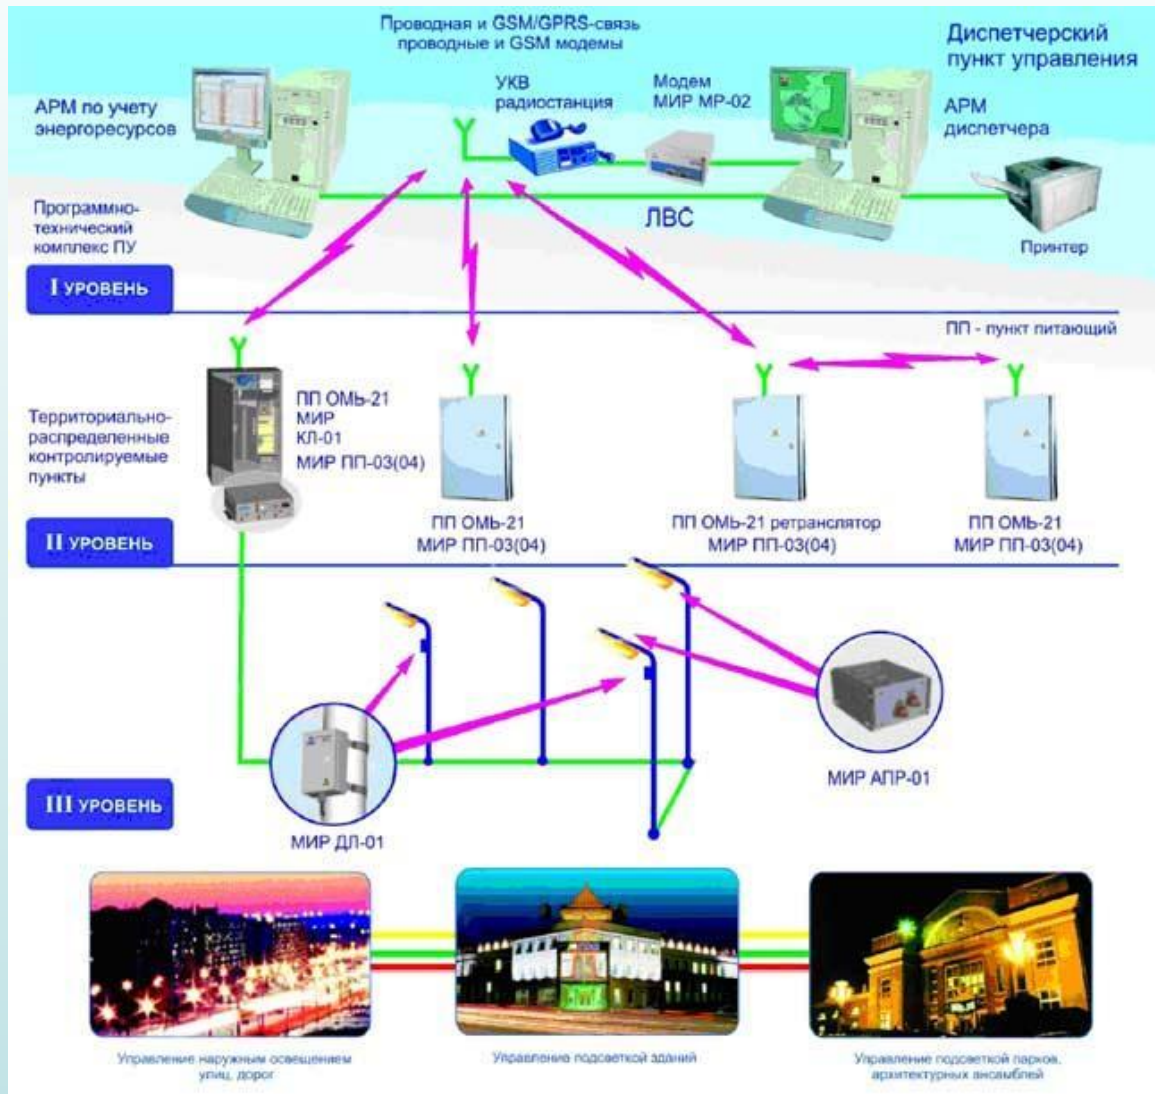 Проводная и GSM/GPRS-связь
проводные и GSM модемы
Диспетчерский
пункт управления
УКВ
радиостанция
Модем
МИР МР-02
АРМ по учету
энергоресурсов
АРМ
диспетчера
Программно-
технический
комплекс ПУ
ЛВС
Принтер
I УРОВЕНЬ
ПП - пункт питающий
Территориально-
распределенные
контролируемые
пункты
ПП ОМЬ-21
МИР
КЛ-01
МИР ПП-03(04)
ПП ОМЬ-21
МИР ПП-03(04)
ПП ОМЬ-21 ретранслятор
МИР ПП-03(04)
ПП ОМЬ-21
МИР ПП-03(04)
II УРОВЕНЬ
МИР АПР-01
III УРОВЕНЬ
МИР ДЛ-01
Управление наружным освещением
улиц, дорог
Управление подсветкой зданий
Управление подсветкой парков,
архитектурных ансамблей